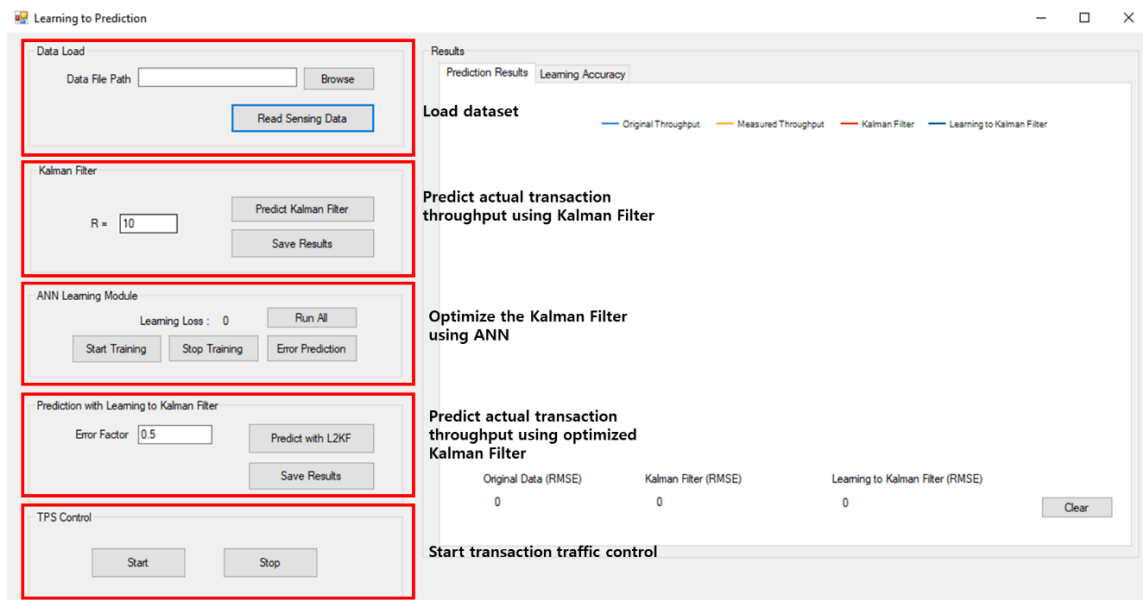 Learning to Prediction
Data Load
Data File Path
Browse
Read Sensing Data
Load dataset
Kalman Filter
R = 10
Predict Kalman Filter
Save Results
Predict actual transaction
throughput using Kalman Filter
ANN Learning Module
Learning Loss : 0
Run All
Start Training
Stop Training
Error Prediction
Optimize the Kalman Filter
using ANN
Prediction with Learning to Kalman Filter
Error Factor 0.5
Predict with L2KF
Save Results
Predict actual transaction
throughput using optimized
Kalman Filter
TPS Control
Start
Stop
Start transaction traffic control
Results
Prediction Results
Learning Accuracy
Original Throughput
Measured Throughput
Kalman Filter
Learning to Kalman Filter
Original Data (RMSE)
Kalman Filter (RMSE)
Learning to Kalman Filter (RMSE)
0
0
0
Clear